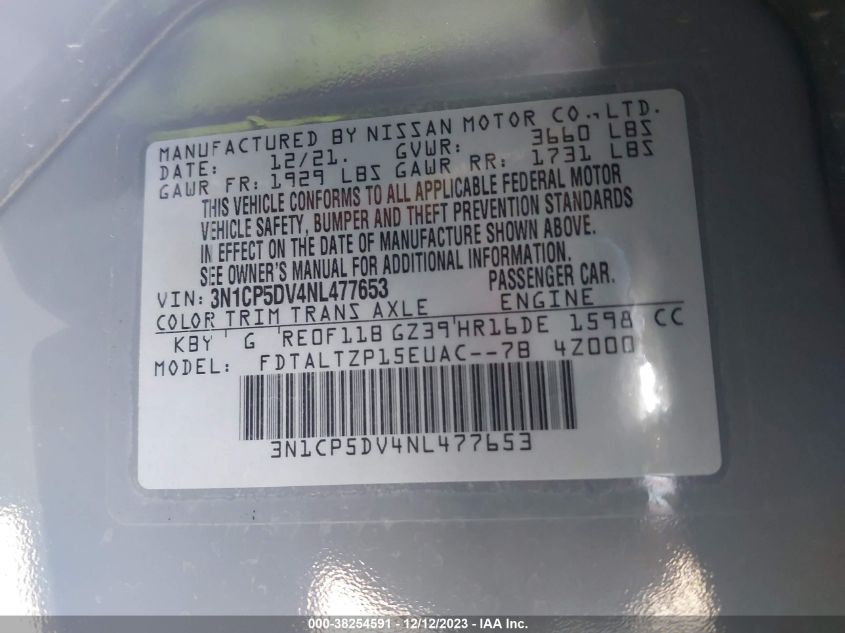 MANUFACTURED BY NISSAN MOTOR CO., LTD.
DATE: 12/21. GVWR: 3660 LBS
GAWR FR: 1929 LBS GAWR RR: 1731 LBS
THIS VEHICLE CONFORMS TO ALL APPLICABLE FEDERAL MOTOR
VEHICLE SAFETY, BUMPER AND THEFT PREVENTION STANDARDS
IN EFFECT ON THE DATE OF MANUFACTURE SHOWN ABOVE.
SEE OWNER'S MANUAL FOR ADDITIONAL INFORMATION.
VIN: 3N1CP5DV4NL477653 PASSENGER CAR.
COLOR TRIM TRANS AXLE ENGINE
KBY G RE0F11B GZ39 HR16DE 1598 CC
MODEL: FDTALTZP15EUAC--7B 4Z000
3N1CP5DV4NL477653
000-38254591 - 12/12/2023 - 000-12-7578.